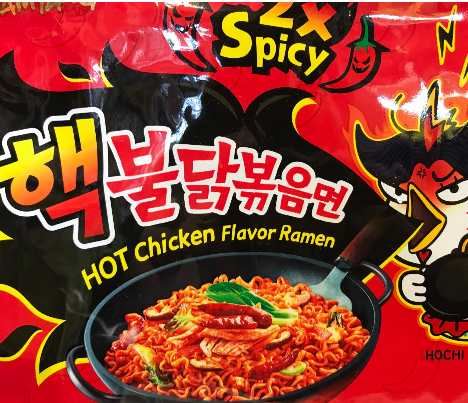 2x
Spicy
핵불닭볶음면
HOT Chicken Flavor Ramen
HOCHI